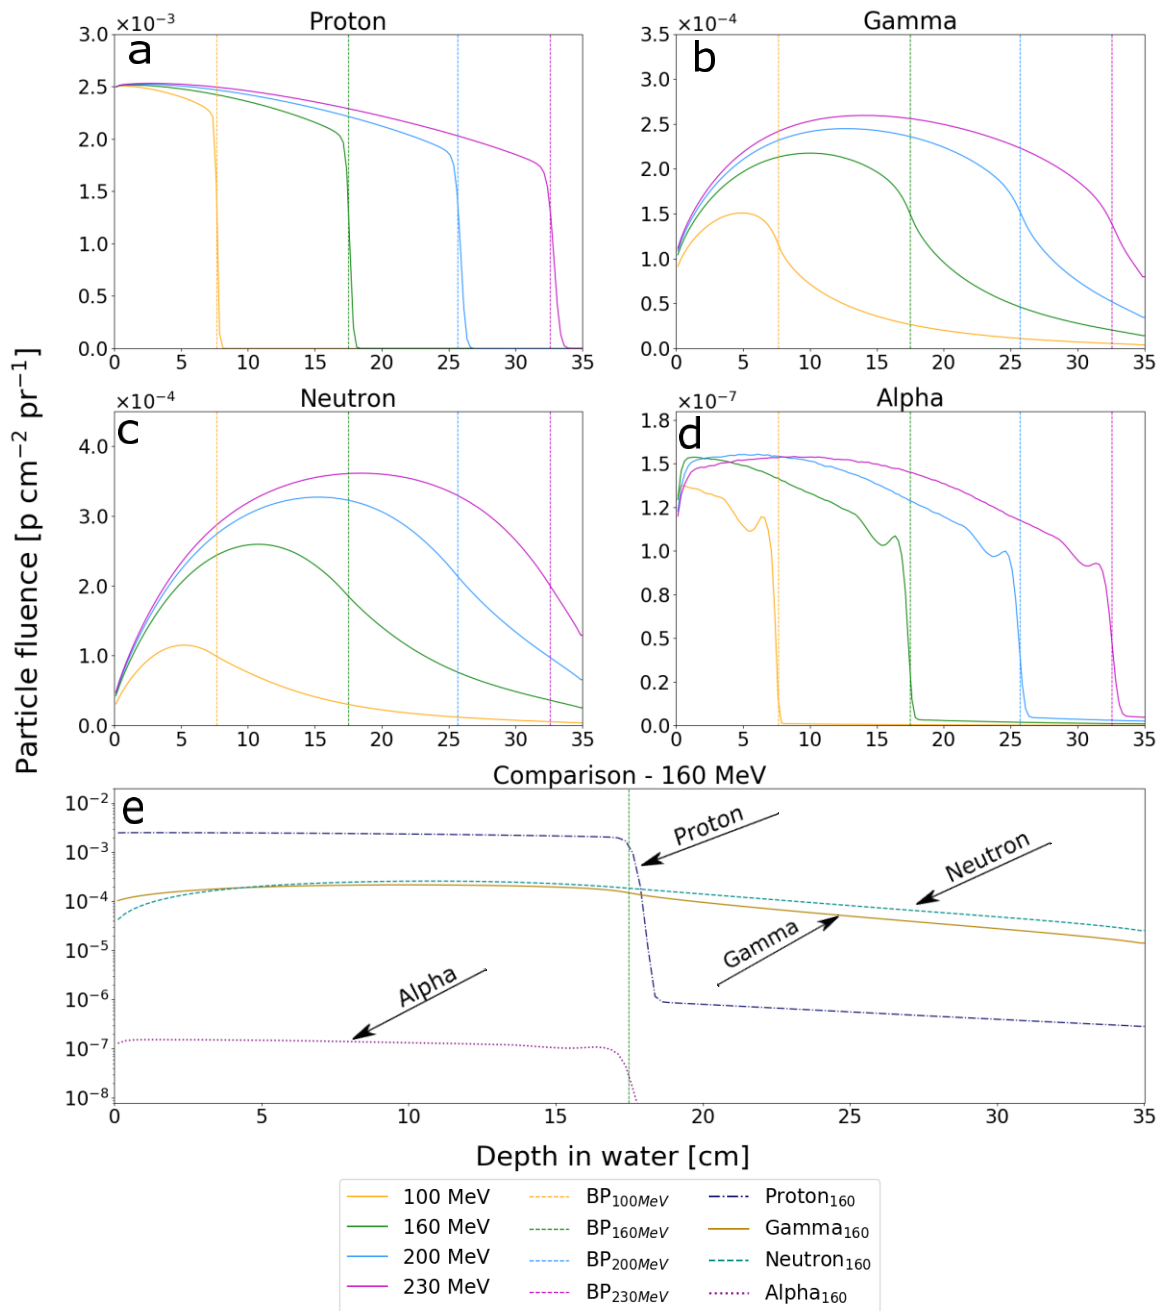 ×10⁻³ Proton
a
3.0
2.5
2.0
1.5
1.0
0.5
0.0
0 5 10 15 20 25 30 35
×10⁻⁴ Gamma
b
3.5
3.0
2.5
2.0
1.5
1.0
0.5
0.0
0 5 10 15 20 25 30 35
Particle fluence [p cm⁻² pr⁻¹]
×10⁻⁴ Neutron
c
4.0
3.0
2.0
1.0
0.0
0 5 10 15 20 25 30 35
×10⁻⁷ Alpha
d
1.8
1.5
1.2
1.0
0.8
0.5
0.2
0.0
0 5 10 15 20 25 30 35
Comparison - 160 MeV
e
10⁻²
10⁻³
10⁻⁴
10⁻⁵
10⁻⁶
10⁻⁷
10⁻⁸
Proton
Neutron
Gamma
Alpha
0 5 10 15 20 25 30 35
Depth in water [cm]
100 MeV BP₁₀₀MeV Proton₁₆₀
160 MeV BP₁₆₀MeV Gamma₁₆₀
200 MeV BP₂₀₀MeV Neutron₁₆₀
230 MeV BP₂₃₀MeV Alpha₁₆₀